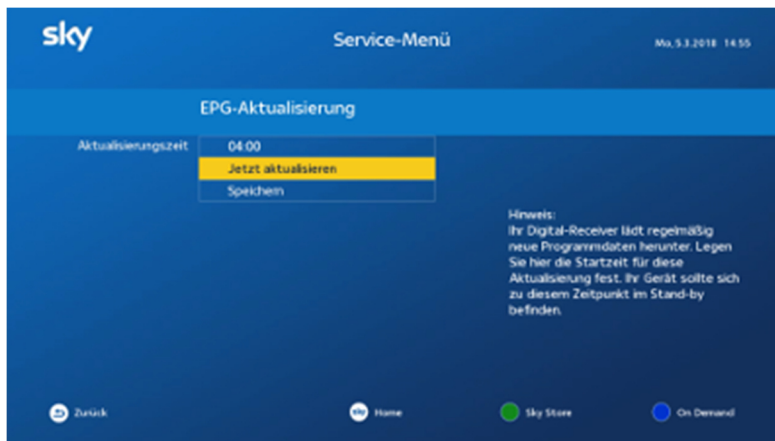 sky
Service-Menü
Mo, 5.3.2018 14:55
EPG-Aktualisierung
Aktualisierungszeit
04:00
Jetzt aktualisieren
Speichern
Hinweis:
Ihr Digital-Receiver lädt regelmäßig
neue Programmdaten herunter. Legen
Sie hier die Startzeit für diese
Aktualisierung fest. Ihr Gerät sollte sich
zu diesem Zeitpunkt im Stand-by
befinden.
Zurück
sky Home
Sky Store
On Demand